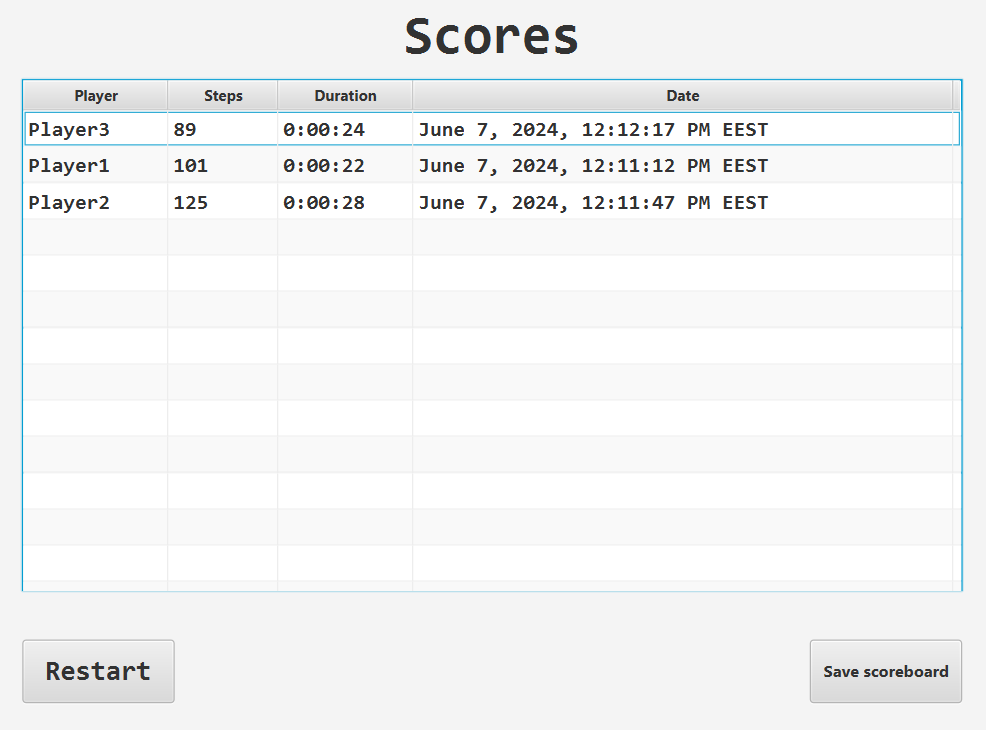 Scores
Player Steps Duration Date
Player3 89 0:00:24 June 7, 2024, 12:12:17 PM EEST
Player1 101 0:00:22 June 7, 2024, 12:11:12 PM EEST
Player2 125 0:00:28 June 7, 2024, 12:11:47 PM EEST
Restart Save scoreboard